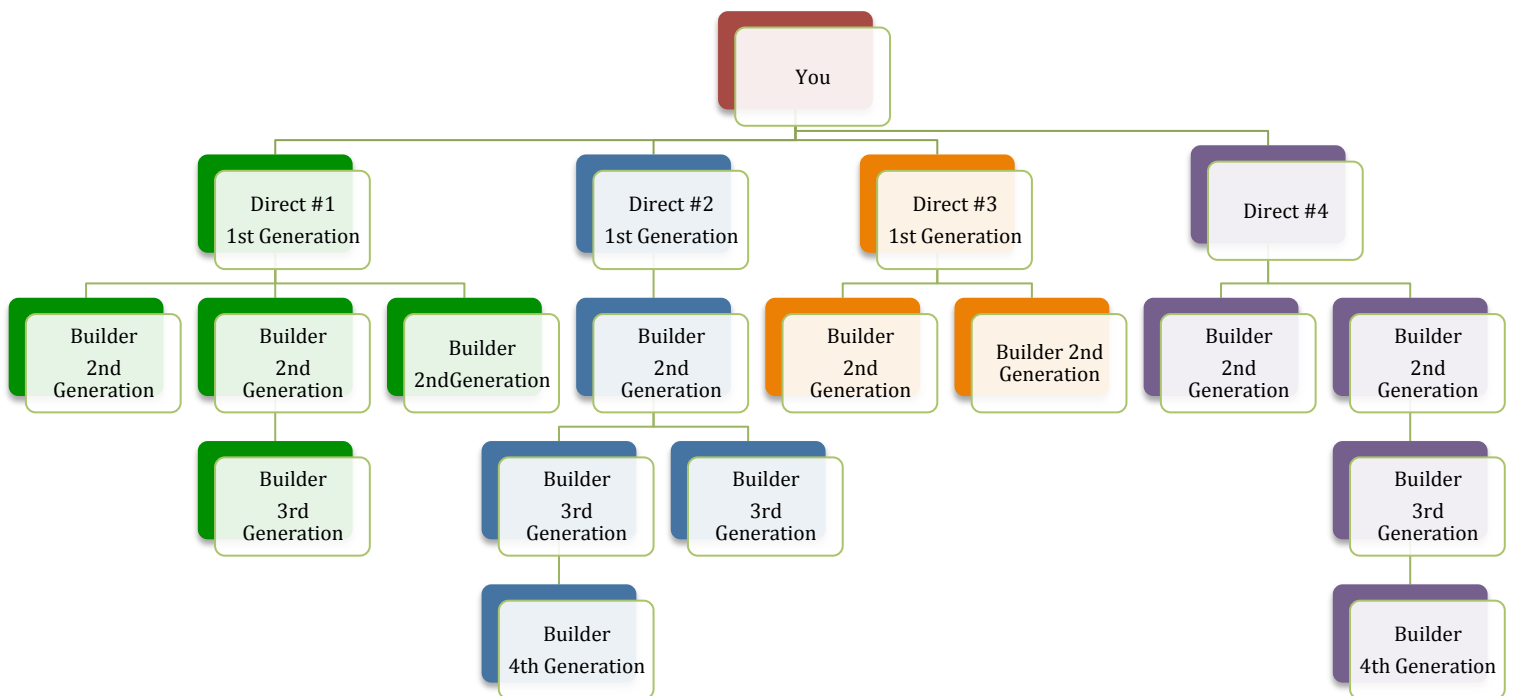 You
Direct #1
1st Generation
Direct #2
1st Generation
Direct #3
1st Generation
Direct #4
Builder
2nd
Generation
Builder
2nd
Generation
Builder
2ndGeneration
Builder
2nd
Generation
Builder
2nd
Generation
Builder 2nd
Generation
Builder
2nd
Generation
Builder
2nd
Generation
Builder
3rd
Generation
Builder
3rd
Generation
Builder
3rd
Generation
Builder
3rd
Generation
Builder
4th Generation
Builder
4th Generation